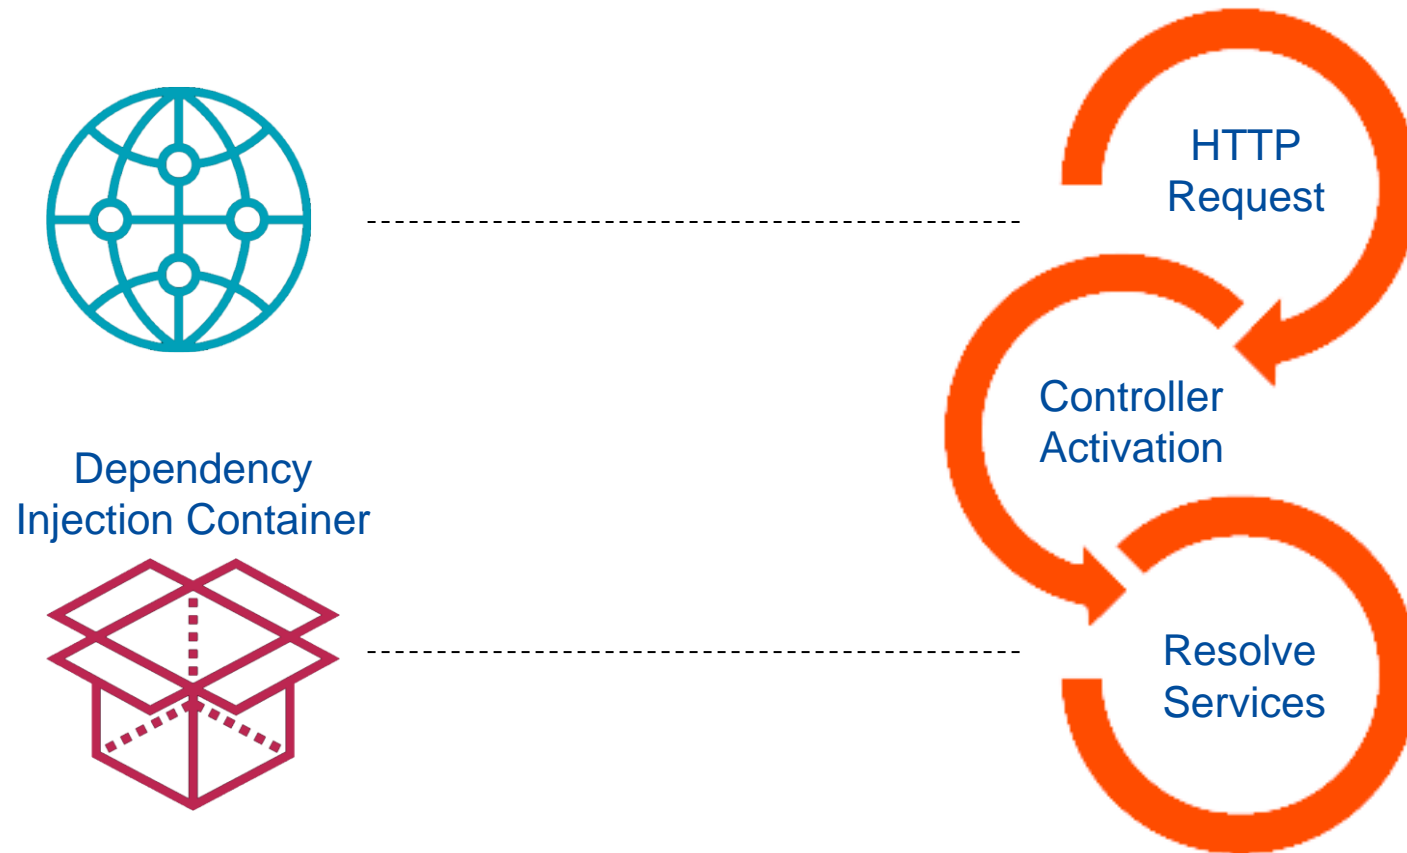 HTTP
Request
Controller
Activation
Dependency
Injection Container
Resolve
Services